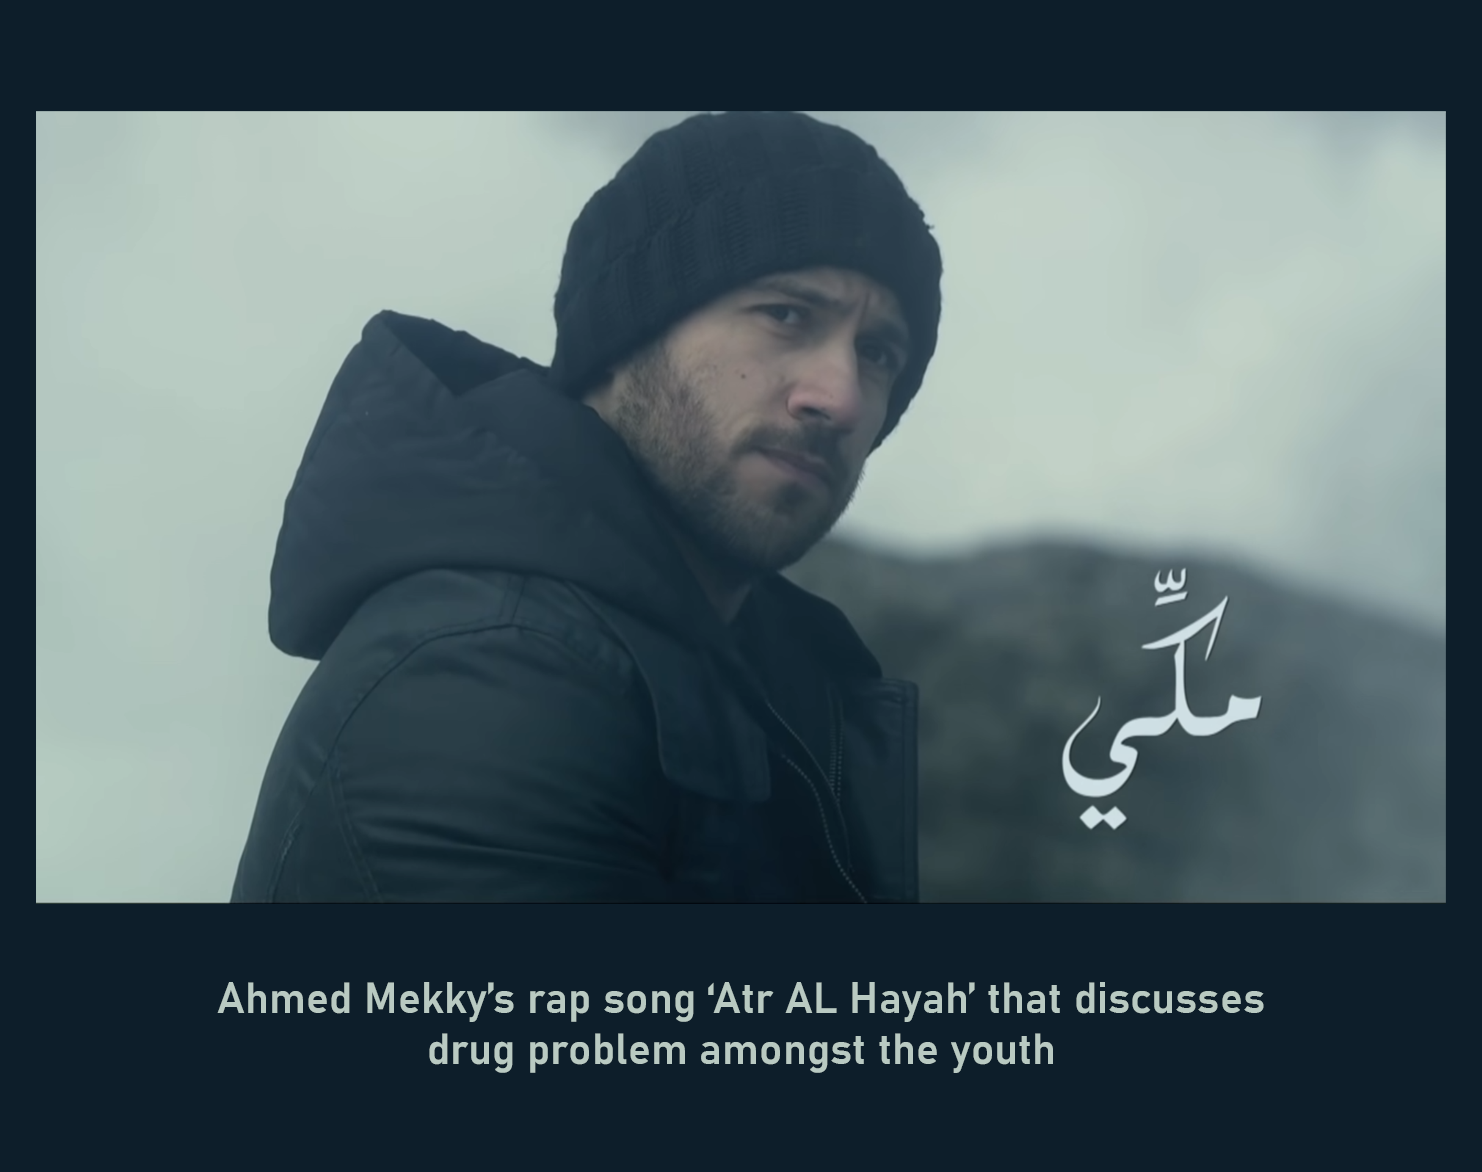 مكّي
Ahmed Mekky’s rap song ‘Atr AL Hayah’ that discusses
drug problem amongst the youth